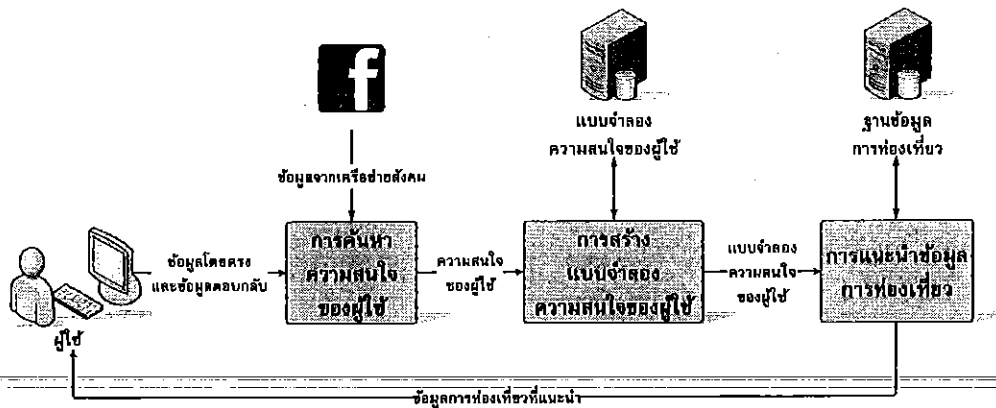 f
แบบจำลอง
ความสนใจของผู้ใช้
ฐานข้อมูล
การท่องเที่ยว
ข้อมูลจากเครือข่ายสังคม
ผู้ใช้
ข้อมูลโดยตรง
และข้อมูลตอบกลับ
การค้นหา
ความสนใจ
ของผู้ใช้
ความสนใจ
ของผู้ใช้
การสร้าง
แบบจำลอง
ความสนใจของผู้ใช้
แบบจำลอง
ความสนใจ
ของผู้ใช้
การแนะนำข้อมูล
การท่องเที่ยว
ข้อมูลการท่องเที่ยวที่แนะนำ